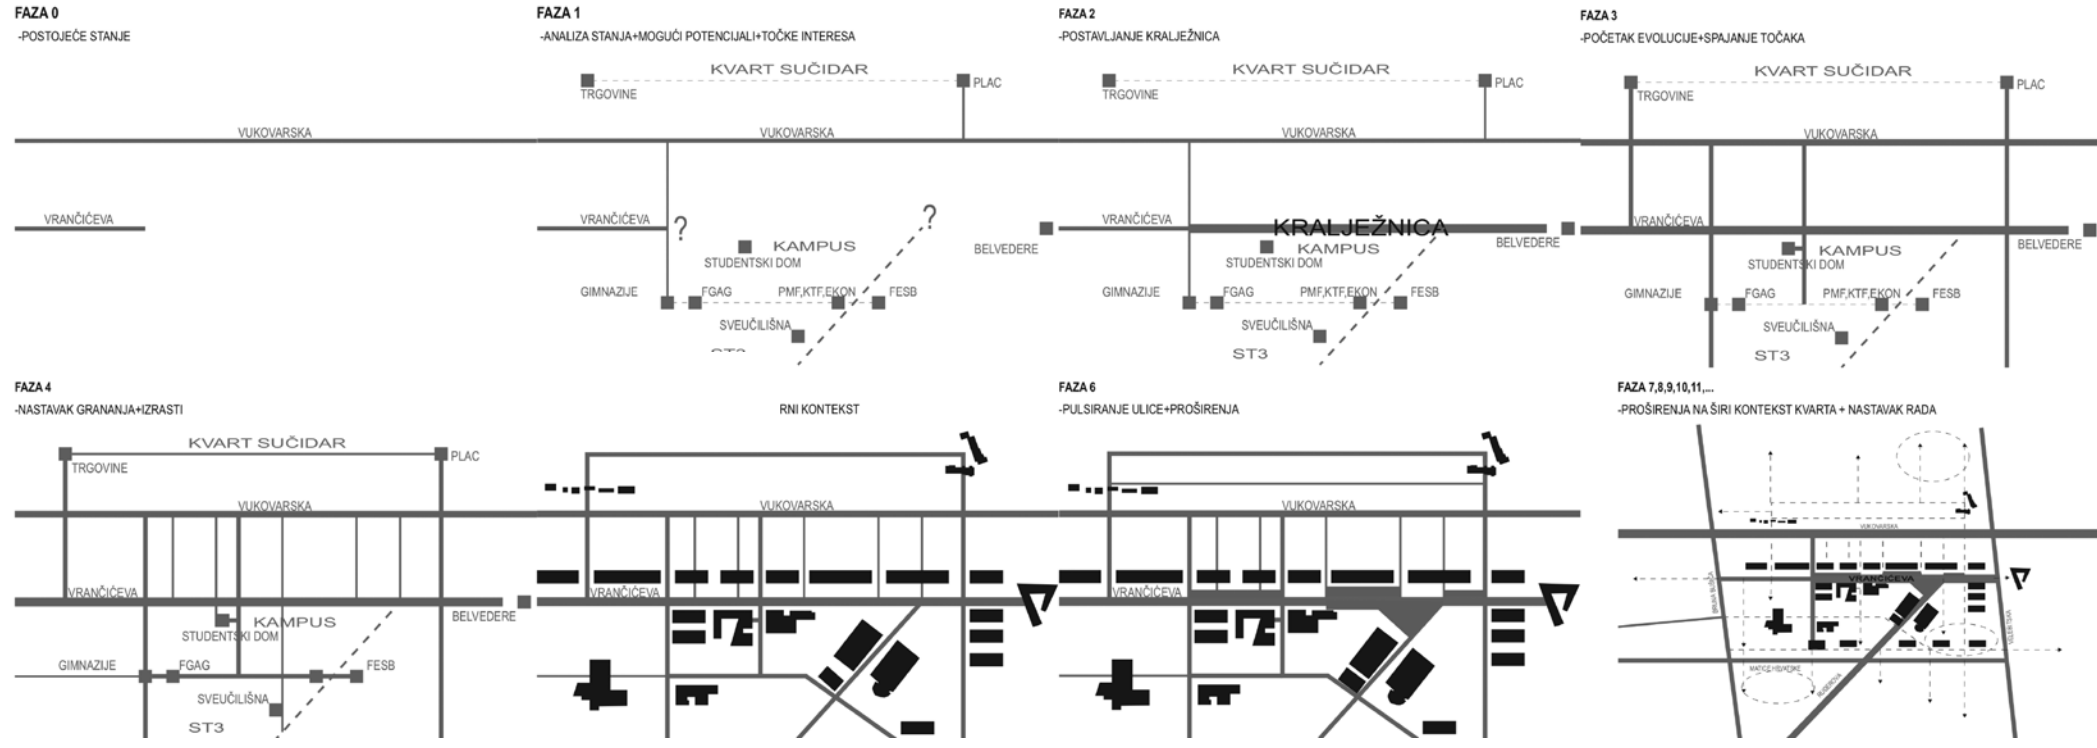 FAZA 0
-POSTOJEĆE STANJE
VUKOVARSKA
VRANČIĆEVA
FAZA 1
-ANALIZA STANJA+MOGUĆI POTENCIJALI+TOČKE INTERESA
KVART SUČIDAR
TRGOVINE
PLAC
VUKOVARSKA
VRANČIĆEVA
?
?
KAMPUS
BELVEDERE
STUDENTSKI DOM
GIMNAZIJE
FGAG
PMF,KTF,EKON
FESB
SVEUČILIŠNA
FAZA 2
-POSTAVLJANJE KRALJEŽNICA
KVART SUČIDAR
TRGOVINE
PLAC
VUKOVARSKA
VRANČIĆEVA
KRALJEŽNICA
KAMPUS
BELVEDERE
STUDENTSKI DOM
GIMNAZIJE
FGAG
PMF,KTF,EKON
FESB
SVEUČILIŠNA
ST3
FAZA 3
-POČETAK EVOLUCIJE+SPAJANJE TOČAKA
KVART SUČIDAR
TRGOVINE
PLAC
VUKOVARSKA
VRANČIĆEVA
KAMPUS
BELVEDERE
STUDENTSKI DOM
GIMNAZIJE
FGAG
PMF,KTF,EKON
FESB
SVEUČILIŠNA
ST3
FAZA 4
-NASTAVAK GRANANJA+IZRASTI
KVART SUČIDAR
TRGOVINE
PLAC
VUKOVARSKA
VRANČIĆEVA
KAMPUS
BELVEDERE
STUDENTSKI DOM
GIMNAZIJE
FGAG
FESB
SVEUČILIŠNA
ST3
RNI KONTEKST
VUKOVARSKA
VRANČIĆEVA
FAZA 6
-PULSIRANJE ULICE+PROŠIRENJA
VUKOVARSKA
VRANČIĆEVA
FAZA 7,8,9,10,11,...
-PROŠIRENJA NA ŠIRI KONTEKST KVARTA + NASTAVAK RADA
VUKOVARSKA
VRANČIĆEVA
MATICE HRVATSKE